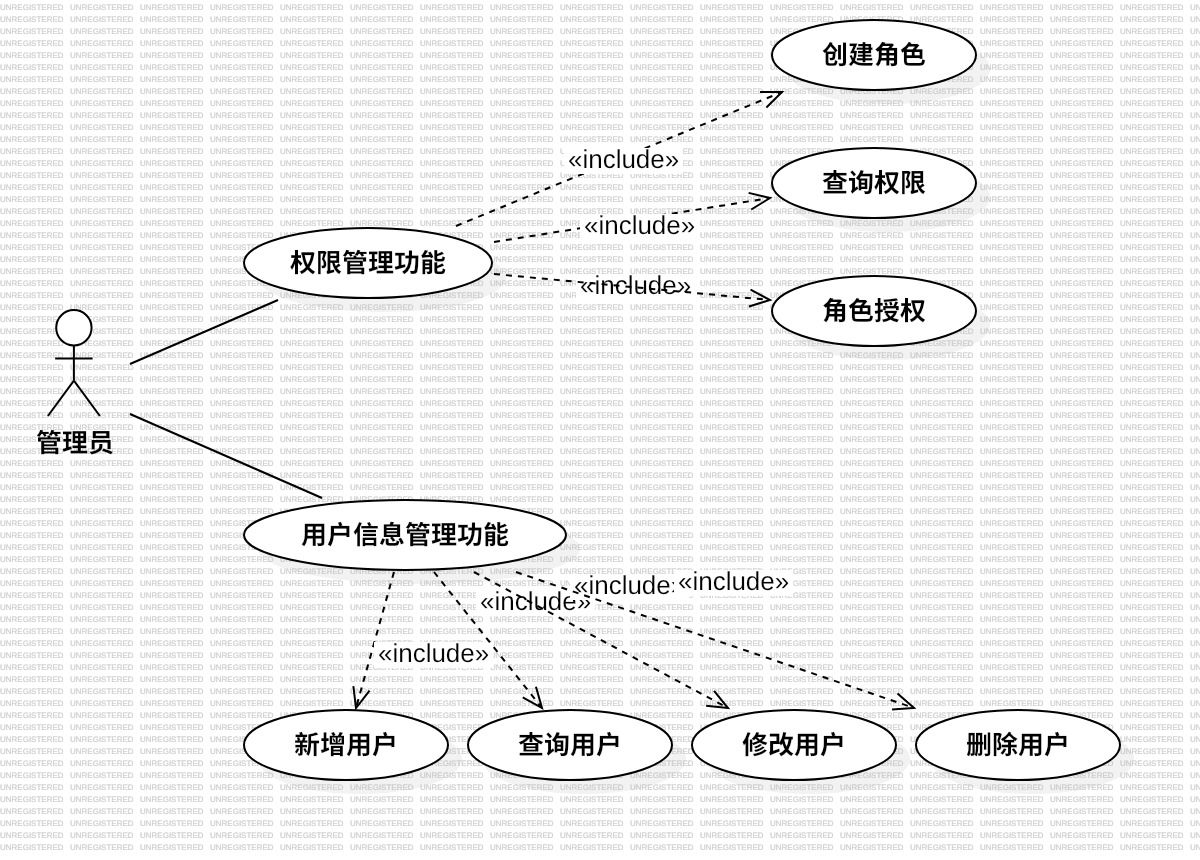 创建角色
«include»
查询权限
«include»
权限管理功能
«include»
角色授权
管理员
用户信息管理功能
«include»
«include
«include»
«include»
新增用户
查询用户
修改用户
删除用户
UNREGISTERED